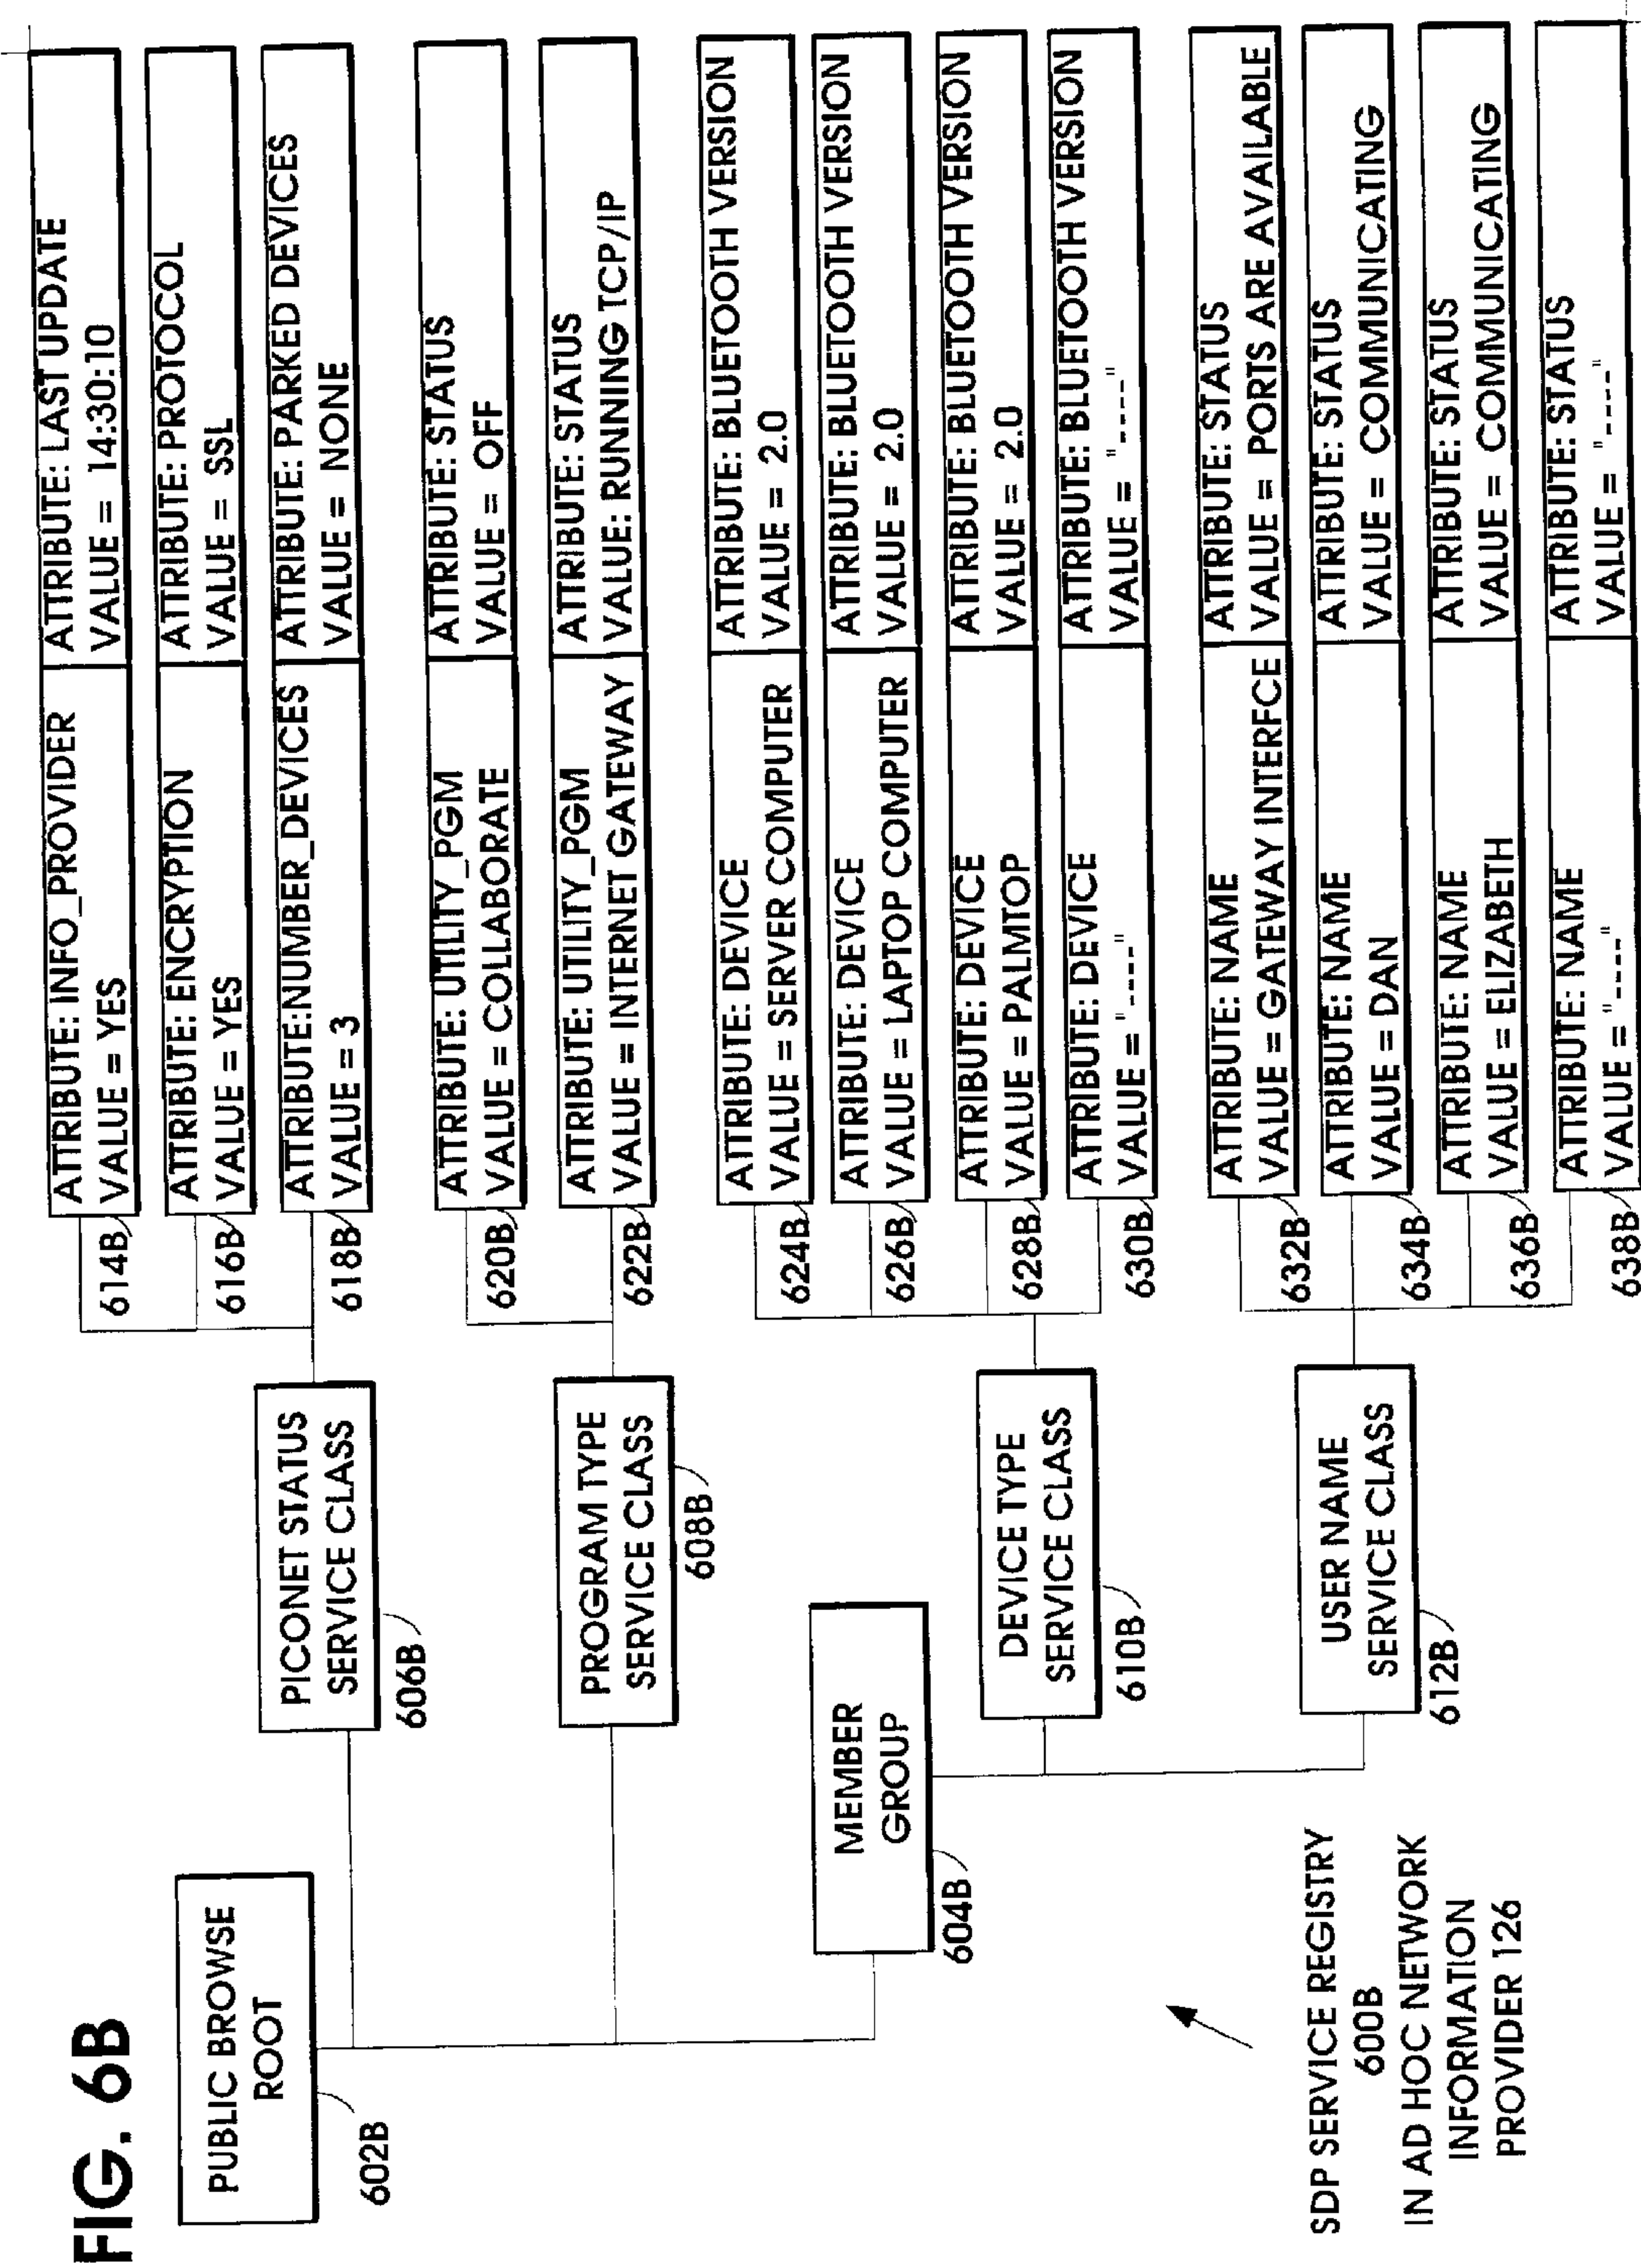 FIG. 6B
PUBLIC BROWSE
ROOT
602B
PICONET STATUS
SERVICE CLASS
606B
ATTRIBUTE: INFO_PROVIDER
VALUE = YES
ATTRIBUTE: LAST UPDATE
VALUE = 14:30:10
614B
ATTRIBUTE: ENCRYPTION
VALUE = YES
ATTRIBUTE: PROTOCOL
VALUE = SSL
616B
ATTRIBUTE:NUMBER_DEVICES
VALUE = 3
ATTRIBUTE: PARKED DEVICES
VALUE = NONE
618B
PROGRAM TYPE
SERVICE CLASS
608B
ATTRIBUTE: UTILITY_PGM
VALUE = COLLABORATE
ATTRIBUTE: STATUS
VALUE = OFF
620B
ATTRIBUTE: UTILITY_PGM
VALUE = INTERNET GATEWAY
ATTRIBUTE: STATUS
VALUE: RUNNING TCP/IP
622B
MEMBER
GROUP
604B
DEVICE TYPE
SERVICE CLASS
610B
ATTRIBUTE: DEVICE
VALUE = SERVER COMPUTER
ATTRIBUTE: BLUETOOTH VERSION
VALUE = 2.0
624B
ATTRIBUTE: DEVICE
VALUE = LAPTOP COMPUTER
ATTRIBUTE: BLUETOOTH VERSION
VALUE = 2.0
626B
ATTRIBUTE: DEVICE
VALUE = PALMTOP
ATTRIBUTE: BLUETOOTH VERSION
VALUE = 2.0
628B
ATTRIBUTE: DEVICE
VALUE = "----"
ATTRIBUTE: BLUETOOTH VERSION
VALUE = "----"
630B
USER NAME
SERVICE CLASS
612B
ATTRIBUTE: NAME
VALUE = GATEWAY INTERFCE
ATTRIBUTE: STATUS
VALUE = PORTS ARE AVAILABLE
632B
ATTRIBUTE: NAME
VALUE = DAN
ATTRIBUTE: STATUS
VALUE = COMMUNICATING
634B
ATTRIBUTE: NAME
VALUE = ELIZABETH
ATTRIBUTE: STATUS
VALUE = COMMUNICATING
636B
ATTRIBUTE: NAME
VALUE = "----"
ATTRIBUTE: STATUS
VALUE = "----"
638B
SDP SERVICE REGISTRY
600B
IN AD HOC NETWORK
INFORMATION
PROVIDER 126